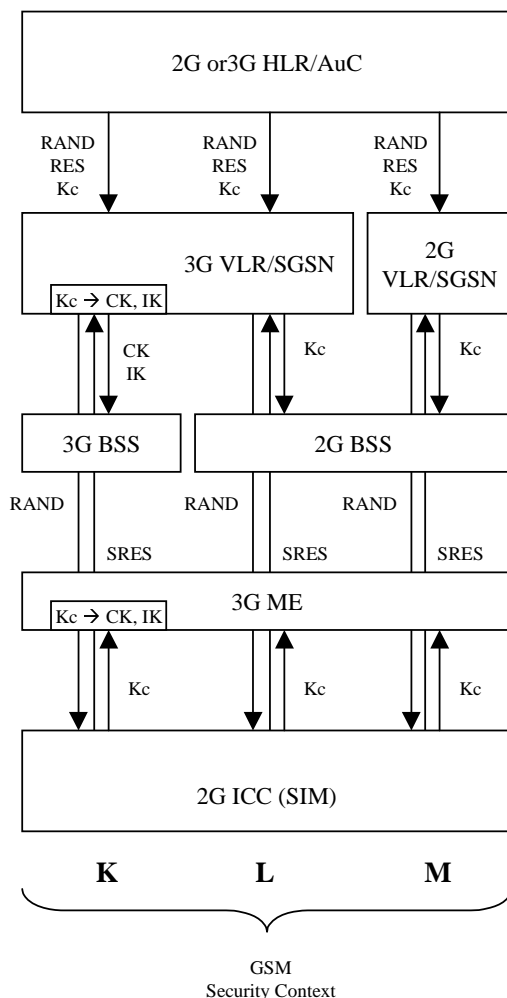 2G or3G HLR/AuC
RAND
RES
Kc
RAND
RES
Kc
RAND
RES
Kc
3G VLR/SGSN
Kc → CK, IK
2G
VLR/SGSN
CK
IK
Kc
Kc
3G BSS
2G BSS
RAND
RAND
RAND
SRES
SRES
SRES
3G ME
Kc → CK, IK
Kc
Kc
Kc
2G ICC (SIM)
K
L
M
GSM
Security Context